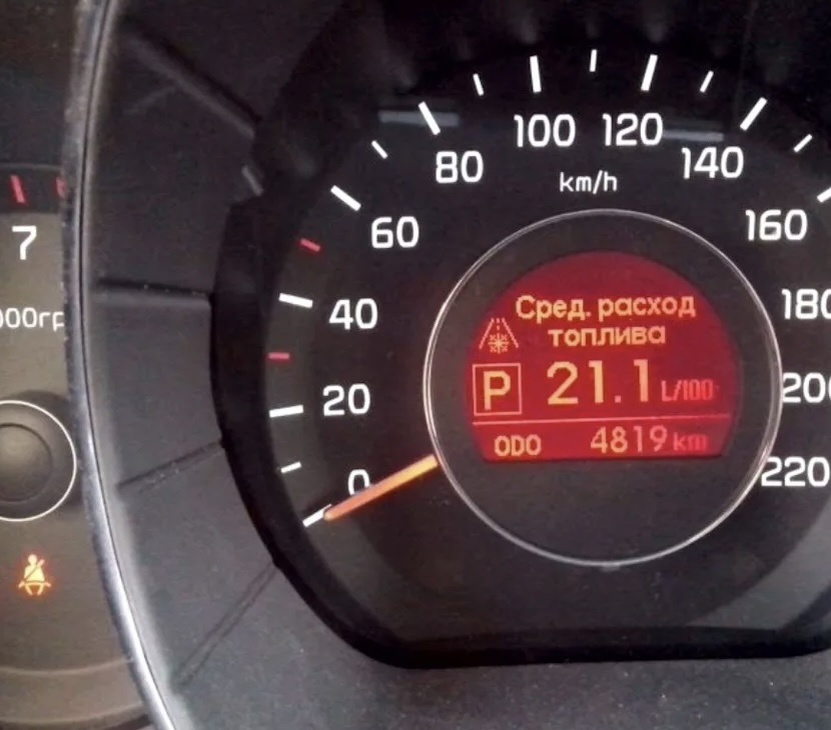 7
0
20
40
60
80
100
120
140
160
220
km/h
Сред. расход
топлива
P 21.1 L/100
ODO 4819 km